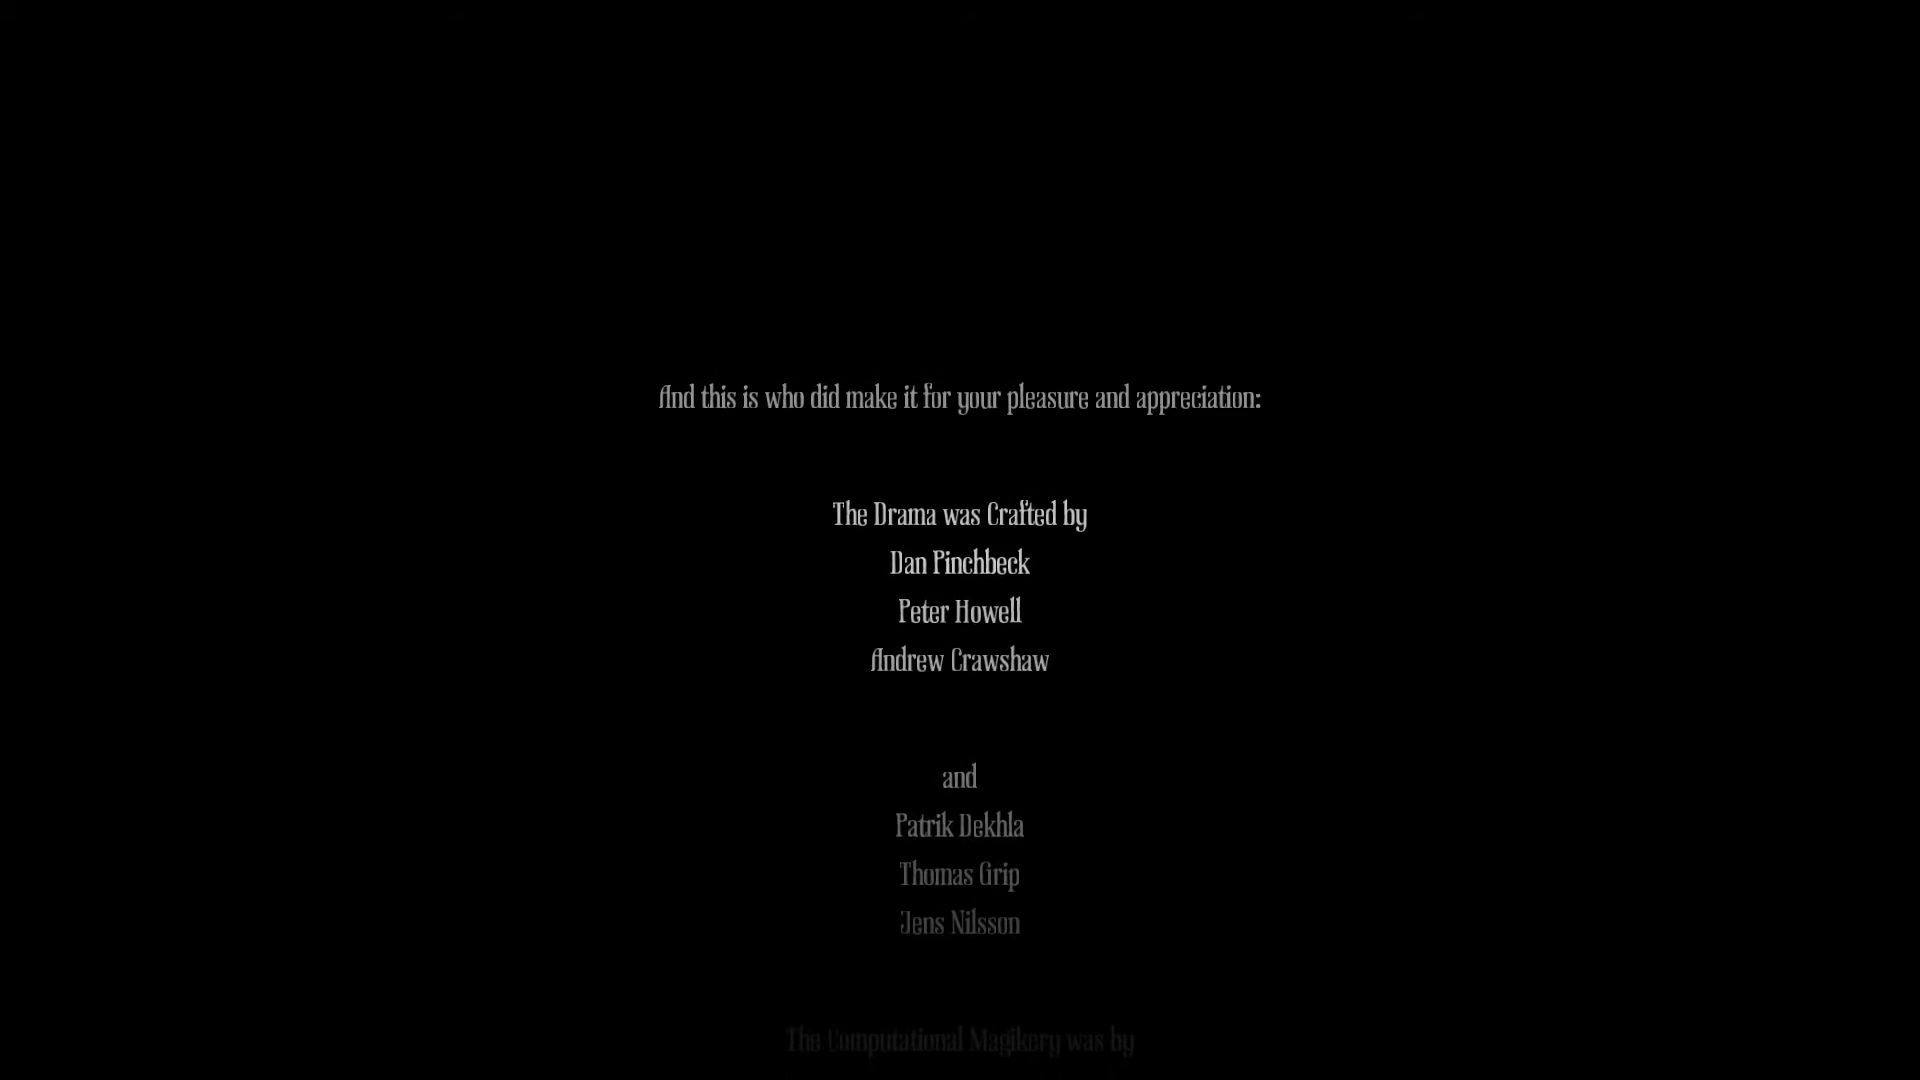 And this is who did make it for your pleasure and appreciation:
The Drama was Crafted by
Dan Pinchbeck
Peter Howell
Andrew Crawshaw
and
Patrik Dekhla
Thomas Grip
Jens Nilsson
The Computational Magikery was by